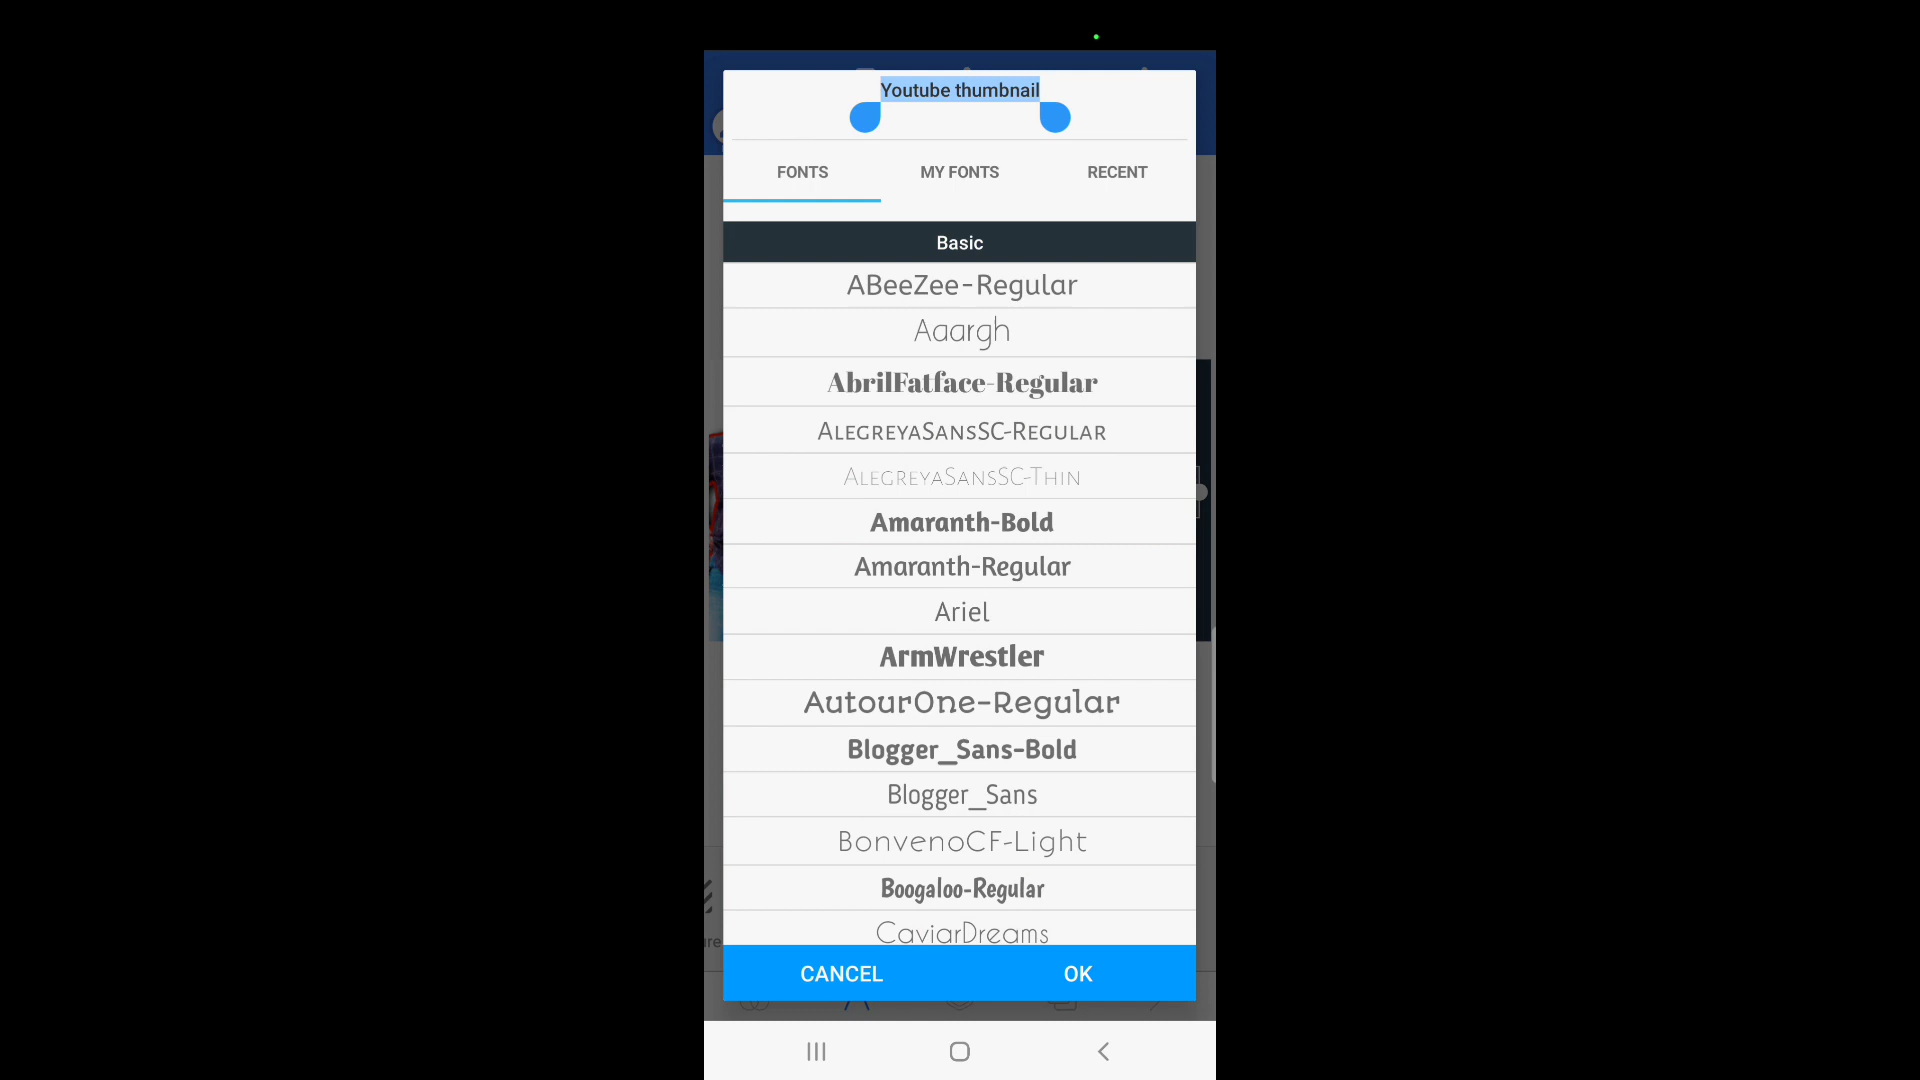 Youtube thumbnail
FONTS MY FONTS RECENT
Basic
ABeeZee-Regular
Aaargh
AbrilFatface-Regular
AlegreyaSansSC-Regular
AlegreyaSansSC-Thin
Amaranth-Bold
Amaranth-Regular
Ariel
ArmWrestler
AutourOne-Regular
Blogger_Sans-Bold
Blogger_Sans
BonvenoCF-Light
Boogaloo-Regular
CaviarDreams
CANCEL OK